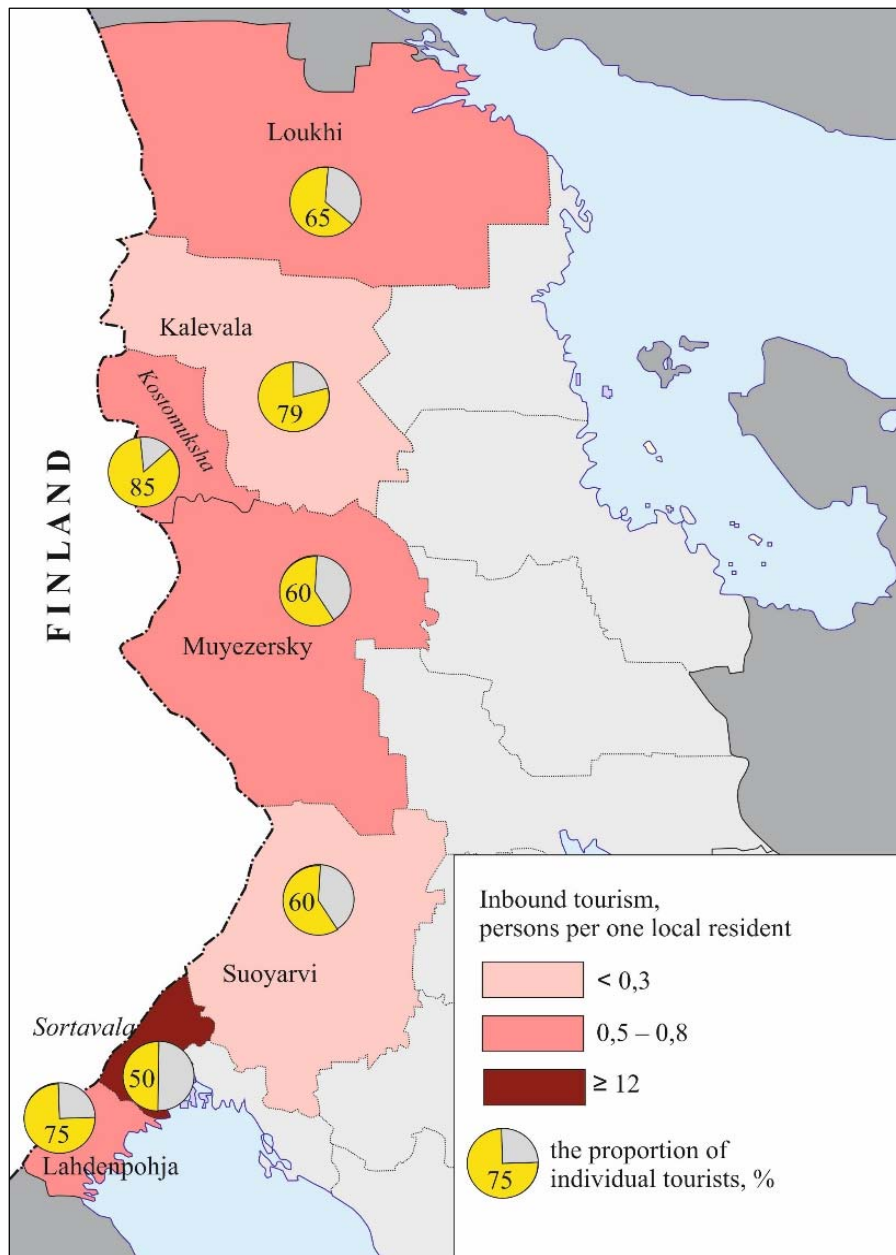 Loukhi
65
Kalevala
79
Kostomuksha
85
FINLAND
60
Muyezersky
60
Suoyarvi
Sortavala
50
75
Lahdenpohja
Inbound tourism,
persons per one local resident
< 0,3
0,5 – 0,8
≥ 12
the proportion of
individual tourists, %
75